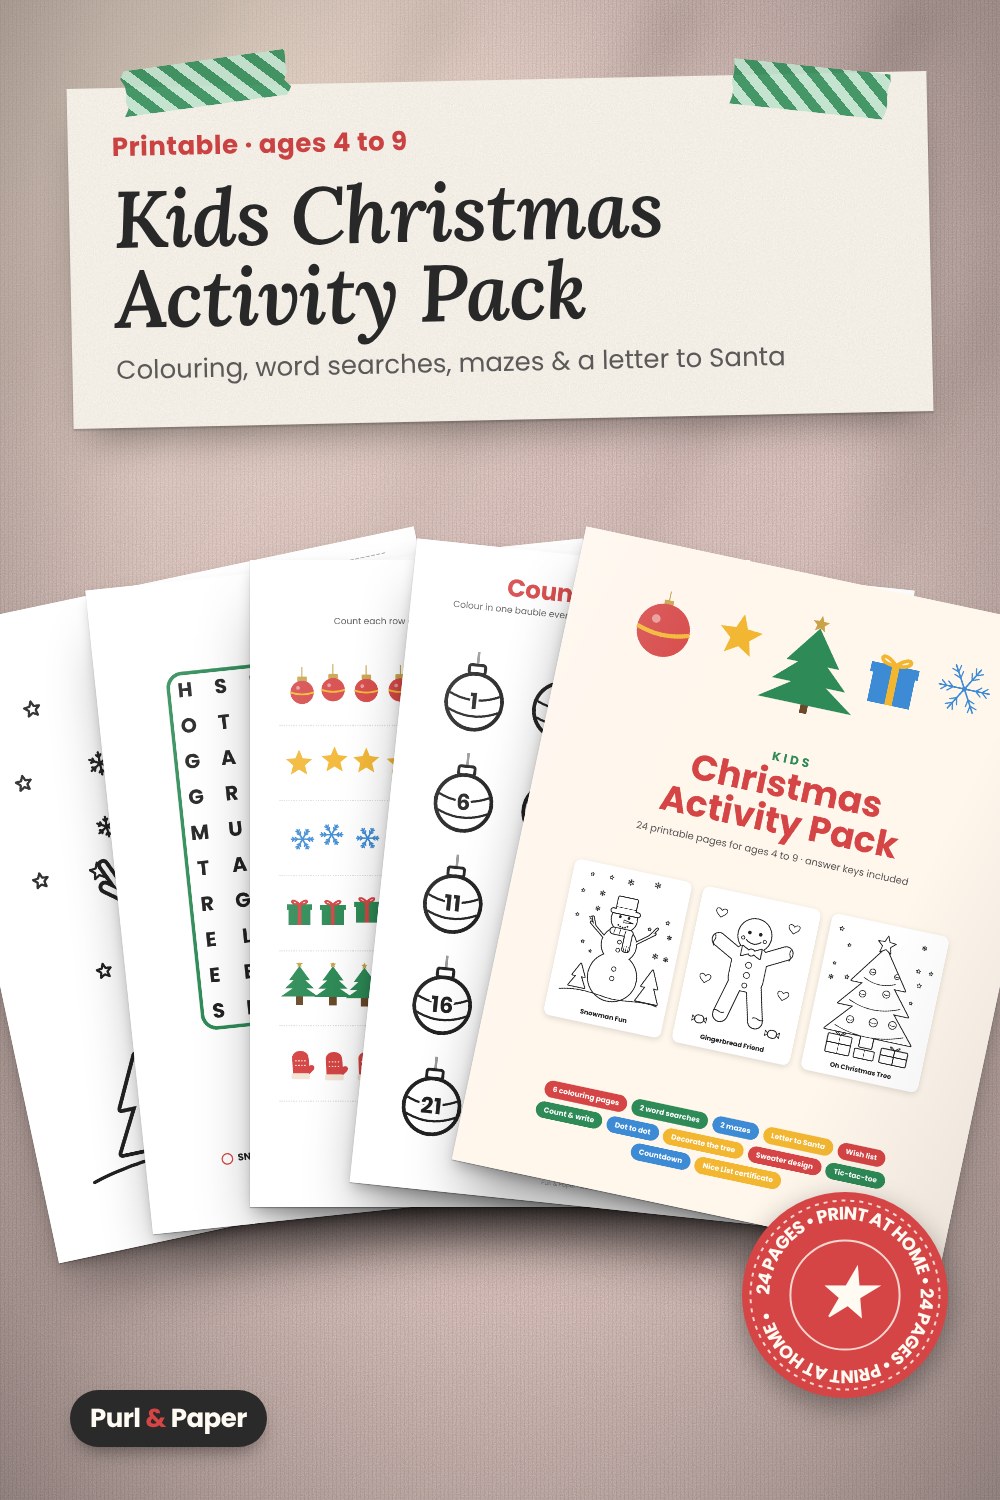 Printable · ages 4 to 9
Kids Christmas
Activity Pack
Colouring, word searches, mazes & a letter to Santa
H S
O T
G A
G R
M U
T A
R G
E
E
S
SN
Count each row
Coun
Colour in one bauble ever
1
6
11
16
21
KIDS
Christmas
Activity Pack
24 printable pages for ages 4 to 9 · answer keys included
Snowman Fun
Gingerbread Friend
Oh Christmas Tree
6 colouring pages
2 word searches
2 mazes
Letter to Santa
Wish list
Count & write
Dot to dot
Decorate the tree
Sweater design
Tic-tac-toe
Countdown
Nice List certificate
24 PAGES • PRINT AT HOME • 24 PAGES • PRINT AT HOME •
Purl & Paper